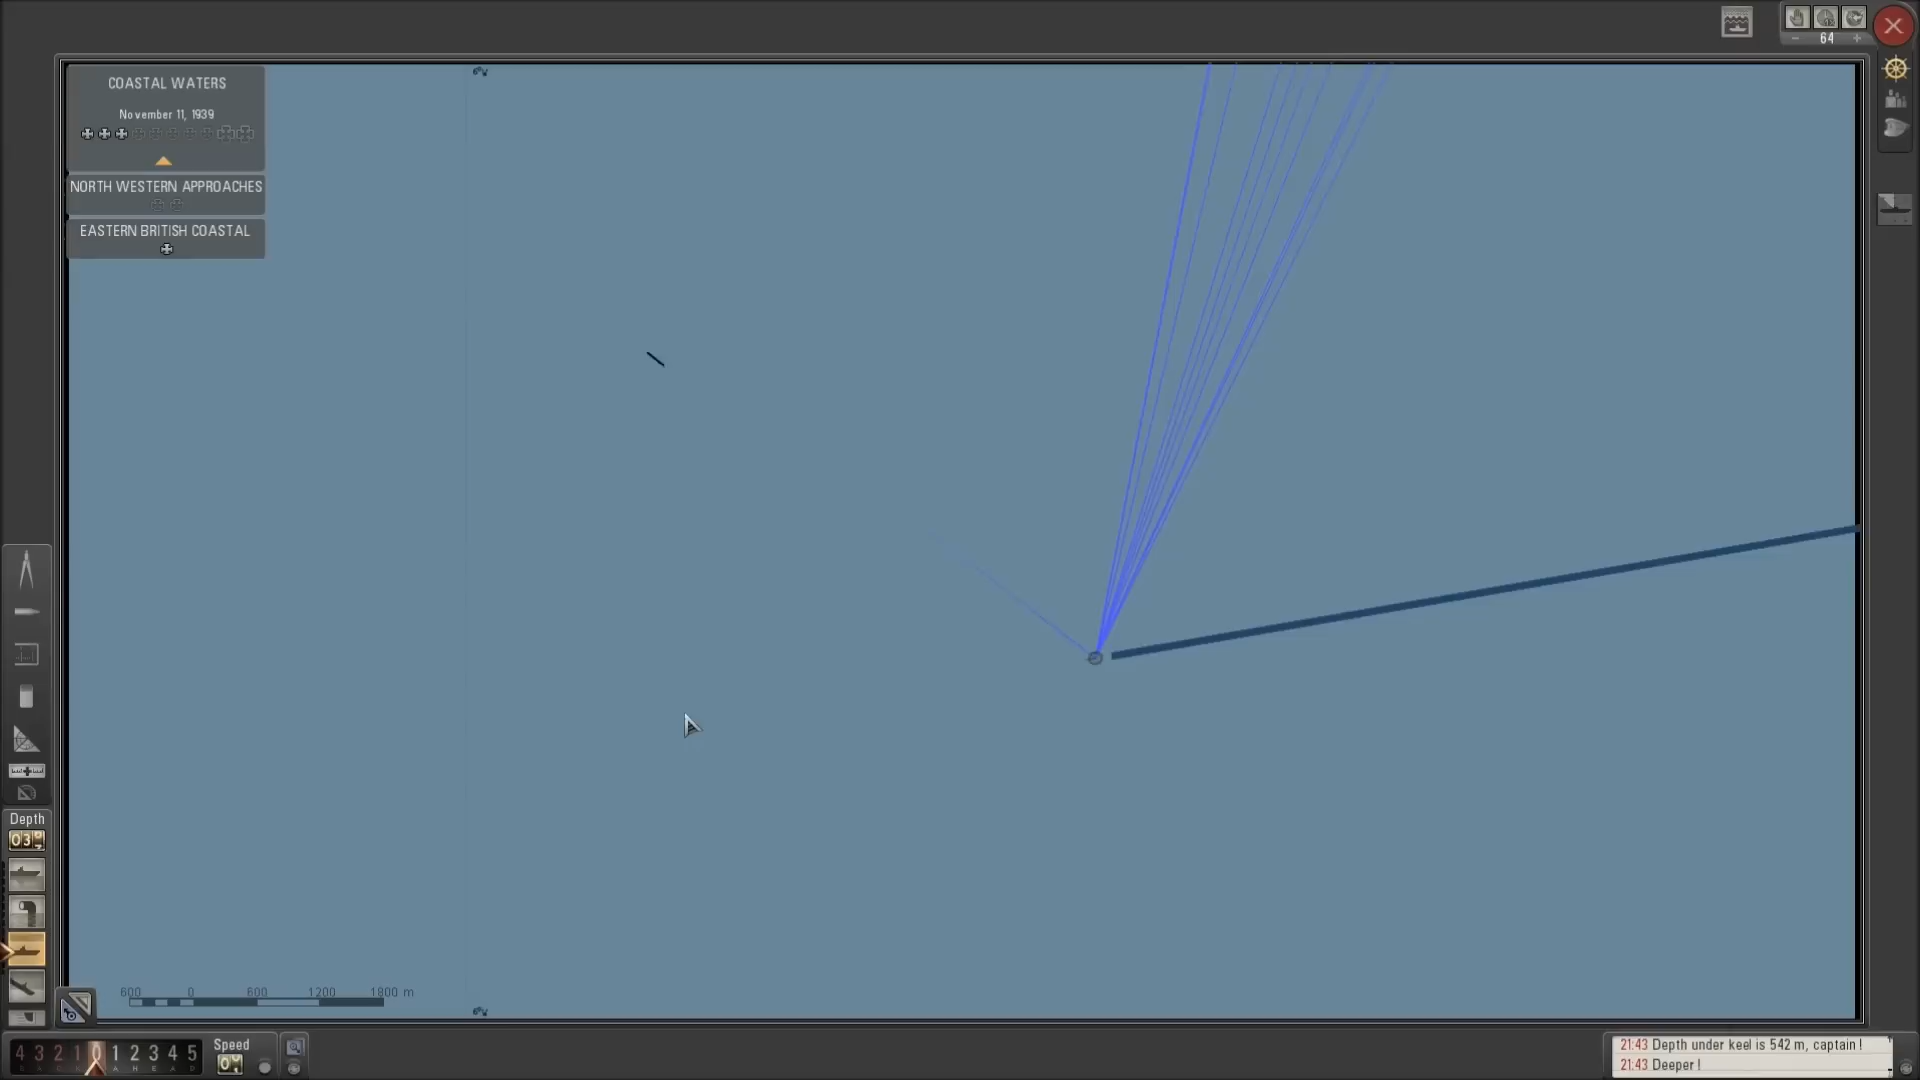 64
COASTAL WATERS
November 11, 1939
NORTH WESTERN APPROACHES
EASTERN BRITISH COASTAL
Depth
600 0 600 1200 1800 m
4 3 2 1 0 1 2 3 4 5
AHEAD
Speed
21:43 Depth under keel is 542 m, captain !
21:43 Deeper !